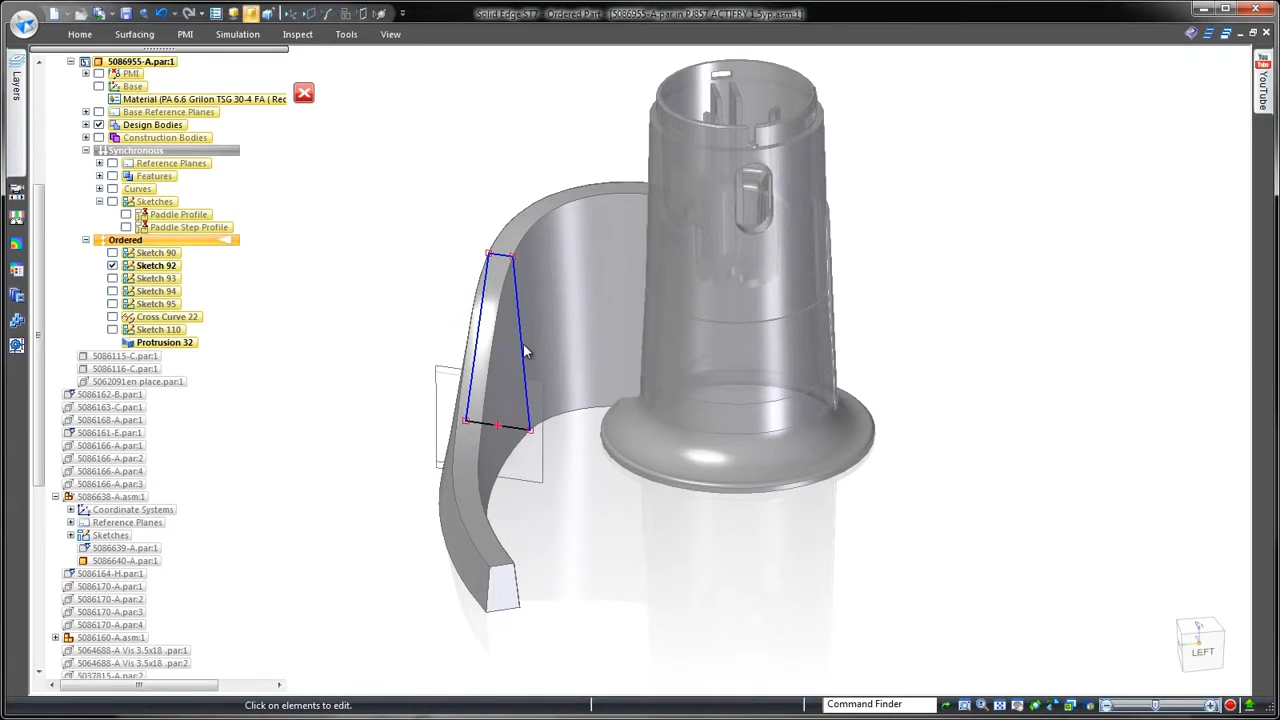 Solid Edge ST7 - Ordered Part - [5086955-A.par in PJ857 ACTIFRY 1,5yp.asm:1]
Home Surfacing PMI Simulation Inspect Tools View
Layers
YouTube
5086955-A.par:1
PMI
Base
Material (PA 6.6 Grilon TSG 30-4 FA ( Rec
Base Reference Planes
Design Bodies
Construction Bodies
Synchronous
Reference Planes
Features
Curves
Sketches
Paddle Profile
Paddle Step Profile
Ordered
Sketch 90
Sketch 92
Sketch 93
Sketch 94
Sketch 95
Cross Curve 22
Sketch 110
Protrusion 32
5086115-C.par:1
5086116-C.par:1
5062091en place.par:1
5086162-B.par:1
5086163-C.par:1
5086168-A.par:1
5086161-E.par:1
5086166-A.par:1
5086166-A.par:2
5086166-A.par:4
5086166-A.par:3
5086638-A.asm:1
Coordinate Systems
Reference Planes
Sketches
5086639-A.par:1
5086640-A.par:1
5086164-H.par:1
5086170-A.par:1
5086170-A.par:2
5086170-A.par:3
5086170-A.par:4
5086160-A.asm:1
5064688-A Vis 3.5x18 .par:1
5064688-A Vis 3.5x18 .par:2
5037815-A.par:2
LEFT
Click on elements to edit.
Command Finder